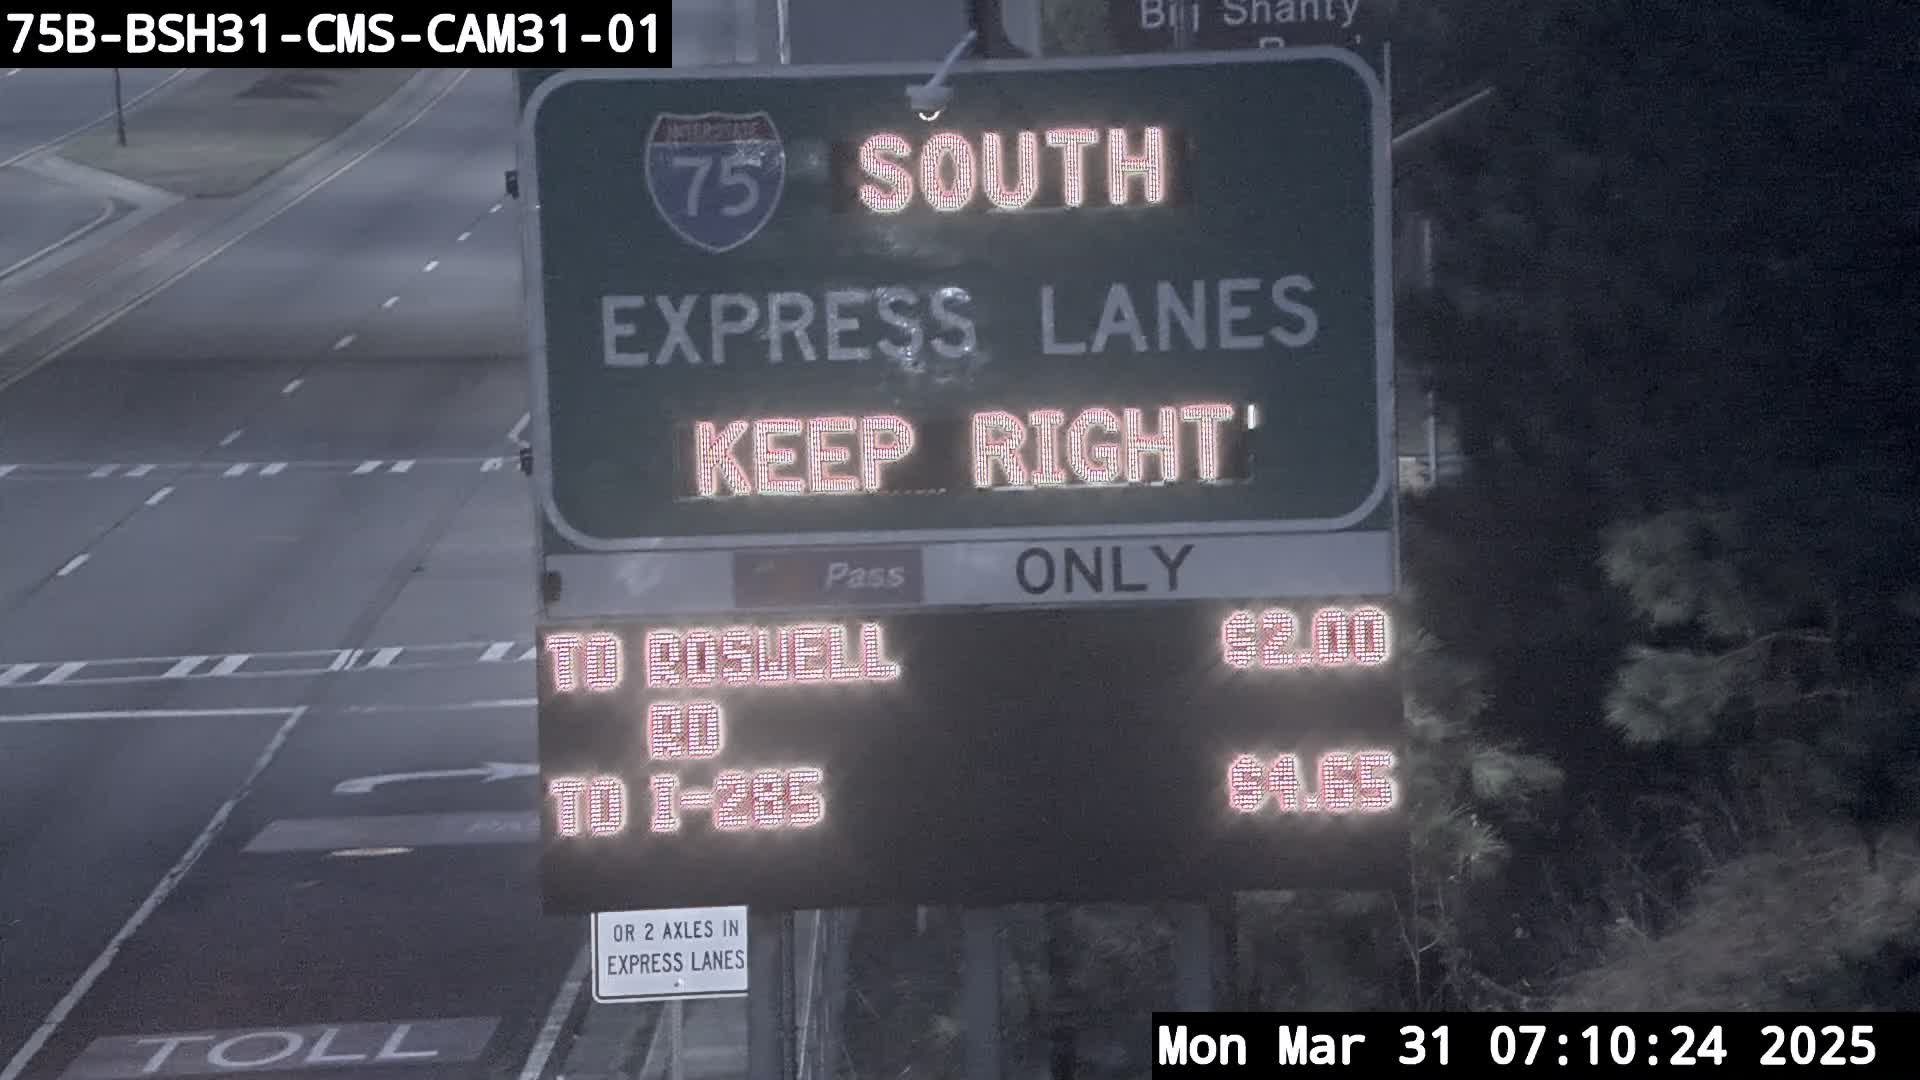 75B-BSH31-CMS-CAM31-01
Shanty
INTERSTATE
75
SOUTH
EXPRESS LANES
KEEP RIGHT
Pass
ONLY
TO ROSWELL $2.00
RD
TO I-285 $4.65
OR 2 AXLES IN
EXPRESS LANES
TOLL
Mon Mar 31 07:10:24 2025